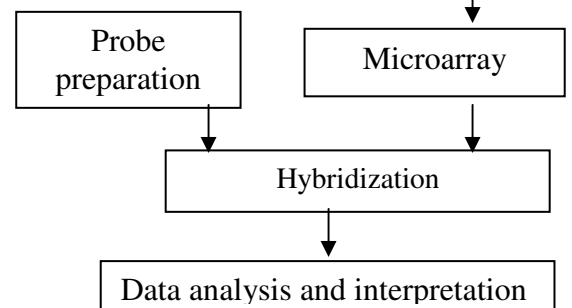 Probe
preparation
Microarray
Hybridization
Data analysis and interpretation